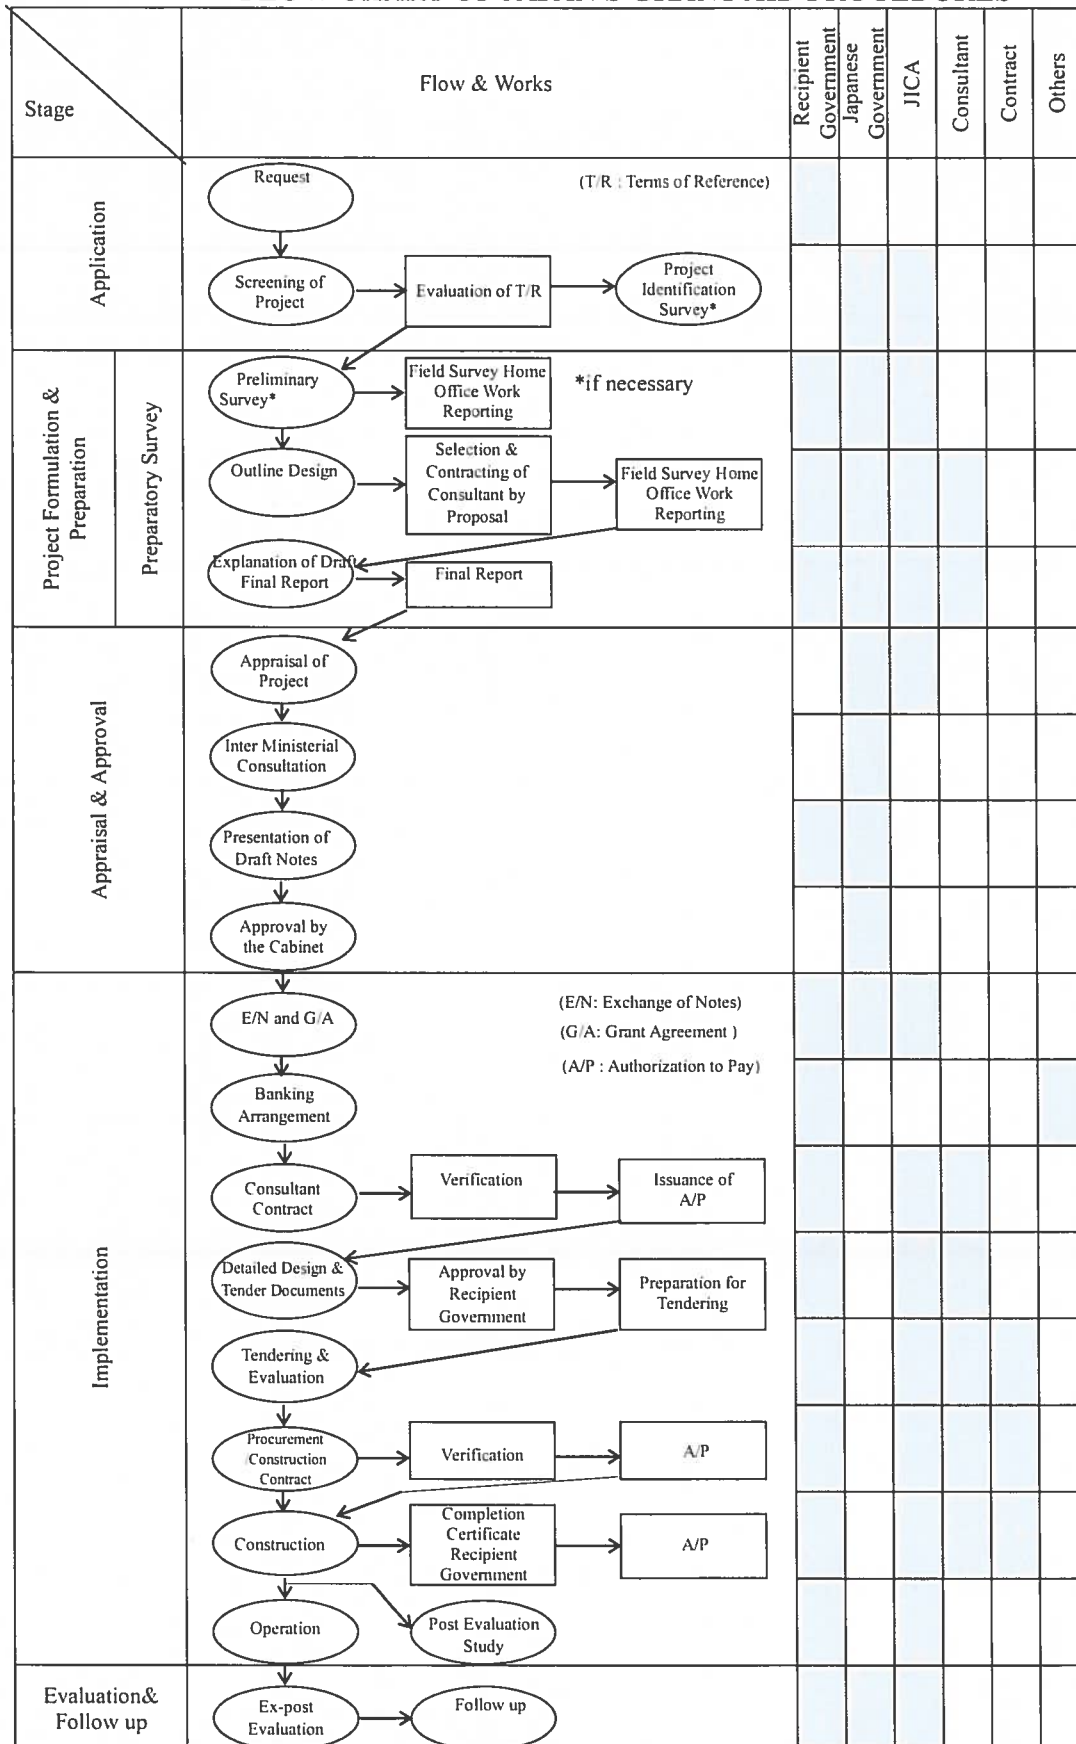 Stage
Flow & Works
Recipient
Government
Japanese
Government
JICA
Consultant
Contract
Others
Application
Request
(T/R : Terms of Reference)
Screening of
Project
Evaluation of T/R
Project
Identification
Survey*
Project Formulation &
Preparation
Preparatory Survey
Preliminary
Survey*
Field Survey Home
Office Work
Reporting
*if necessary
Outline Design
Selection &
Contracting of
Consultant by
Proposal
Field Survey Home
Office Work
Reporting
Explanation of Draft
Final Report
Final Report
Appraisal & Approval
Appraisal of
Project
Inter Ministerial
Consultation
Presentation of
Draft Notes
Approval by
the Cabinet
Implementation
E/N and G/A
(E/N: Exchange of Notes)
(G/A: Grant Agreement )
(A/P : Authorization to Pay)
Banking
Arrangement
Consultant
Contract
Verification
Issuance of
A/P
Detailed Design &
Tender Documents
Approval by
Recipient
Government
Preparation for
Tendering
Tendering &
Evaluation
Procurement
/Construction
Contract
Verification
A/P
Construction
Completion
Certificate
Recipient
Government
A/P
Operation
Post Evaluation
Study
Evaluation&
Follow up
Ex-post
Evaluation
Follow up